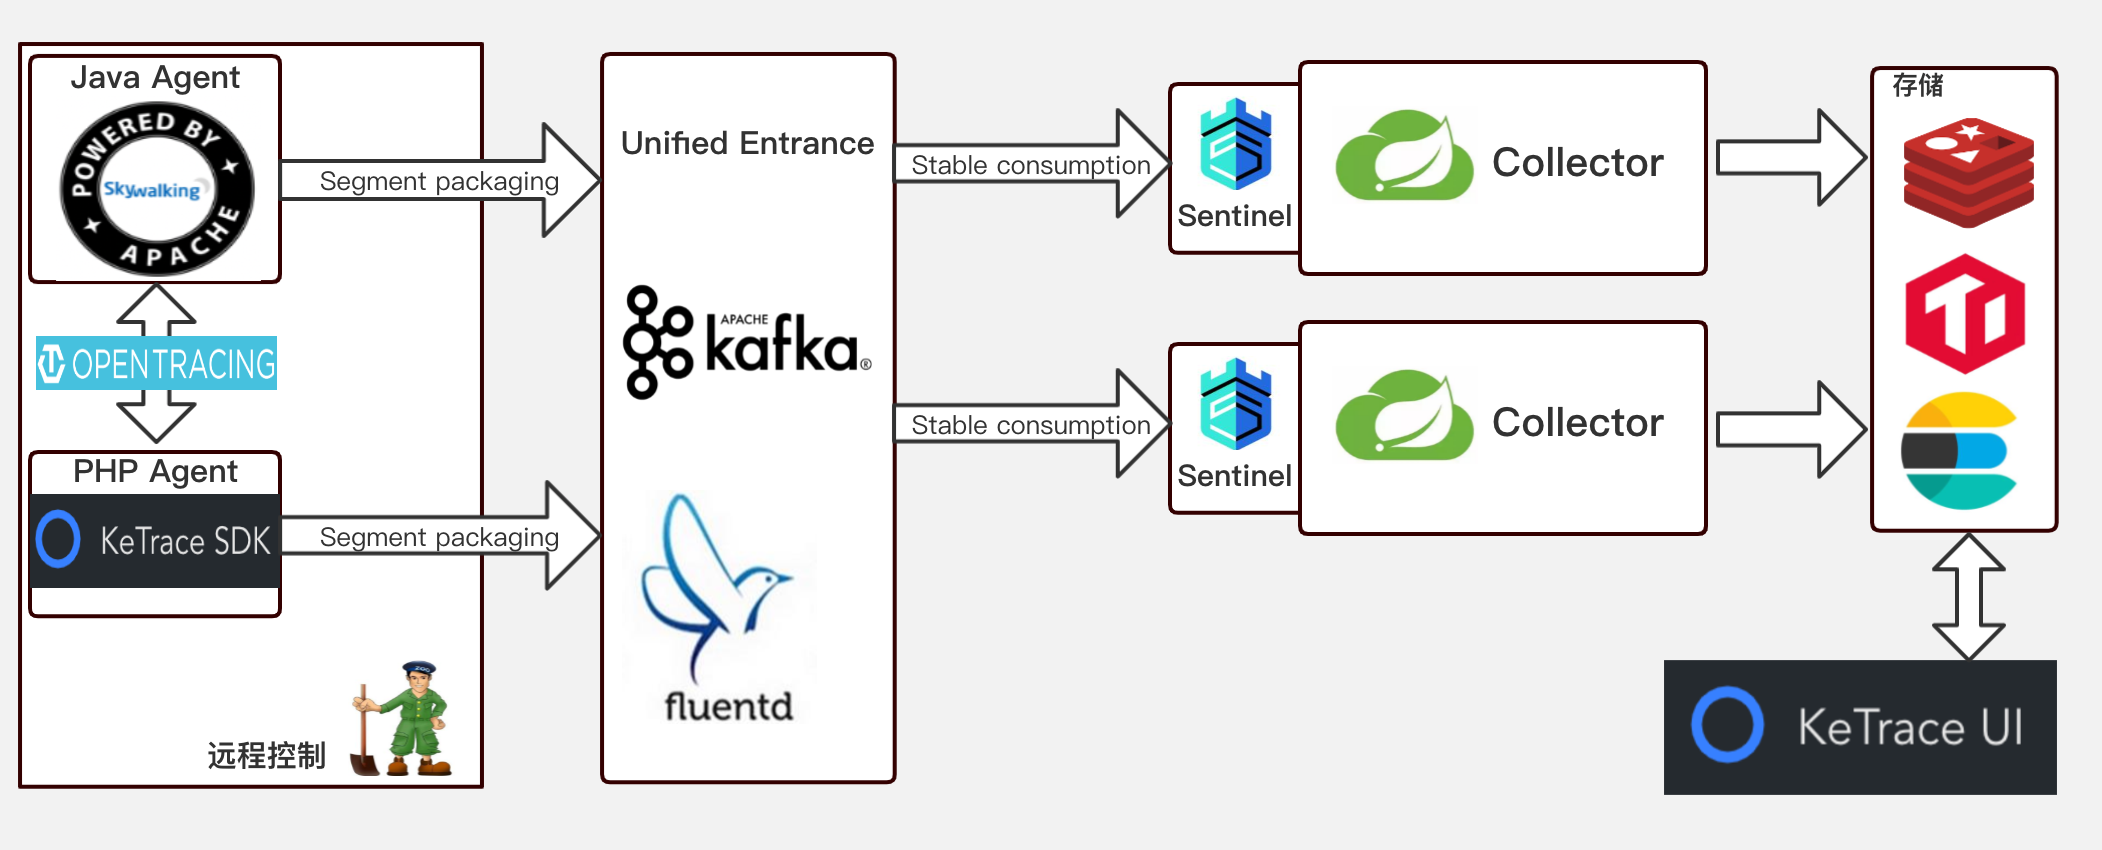 Java Agent
POWERED BY
Skywalking
APACHE
OPENTRACING
PHP Agent
KeTrace SDK
远程控制
Segment packaging
Segment packaging
Unified Entrance
APACHE
kafka®
fluentd
Stable consumption
Stable consumption
Sentinel
Collector
Sentinel
Collector
存储
KeTrace UI